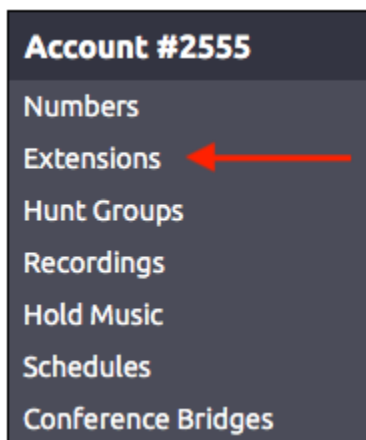 Account #2555
Numbers
Extensions
Hunt Groups
Recordings
Hold Music
Schedules
Conference Bridges